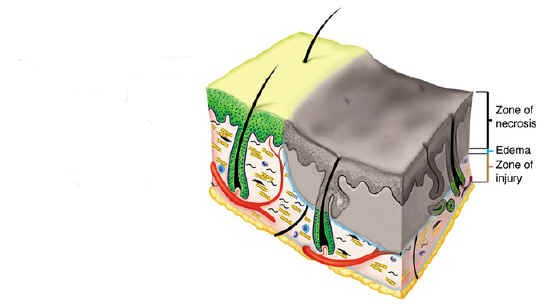 Zone of
necrosis
Edema
Zone of
injury